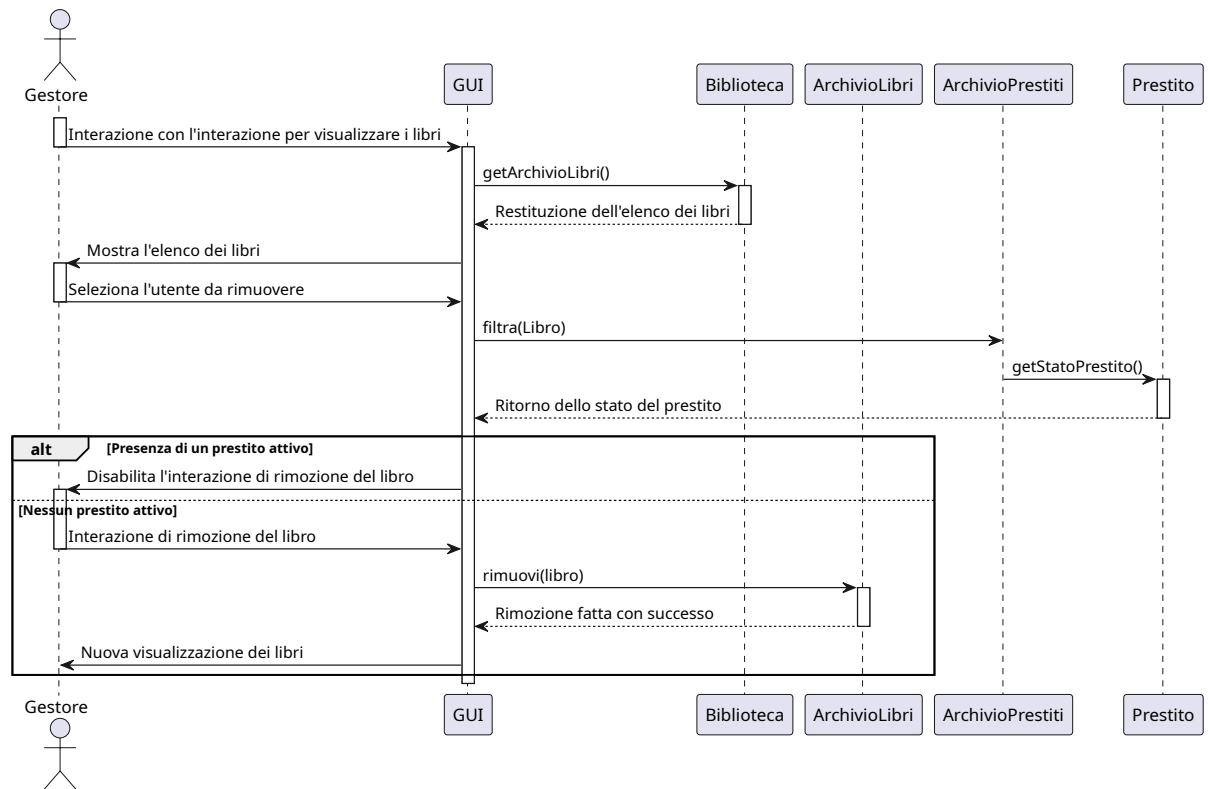 Gestore
GUI
Biblioteca
ArchivioLibri
ArchivioPrestiti
Prestito
Interazione con l'interazione per visualizzare i libri
getArchivioLibri()
Restituzione dell'elenco dei libri
Mostra l'elenco dei libri
Seleziona l'utente da rimuovere
filtra(Libro)
getStatoPrestito()
Ritorno dello stato del prestito
alt
[Presenza di un prestito attivo]
Disabilita l'interazione di rimozione del libro
[Nessun prestito attivo]
Interazione di rimozione del libro
rimuovi(libro)
Rimozione fatta con successo
Nuova visualizzazione dei libri
Gestore
GUI
Biblioteca
ArchivioLibri
ArchivioPrestiti
Prestito